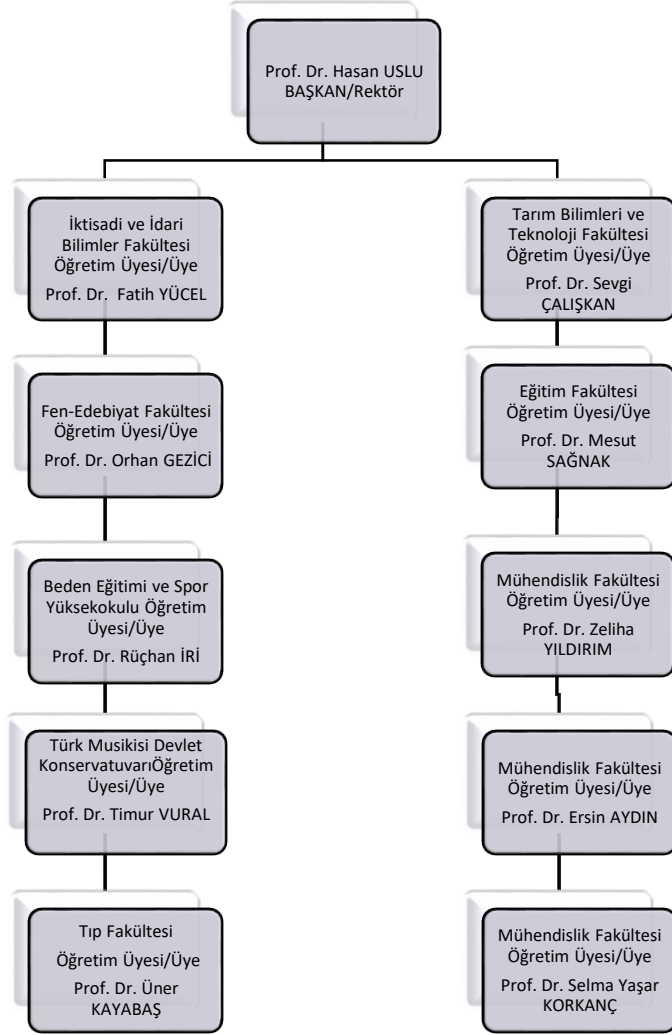 Prof. Dr. Hasan USLU
BAŞKAN/Rektör
İktisadi ve İdari
Bilimler Fakültesi
Öğretim Üyesi/Üye
Prof. Dr. Fatih YÜCEL
Fen-Edebiyat Fakültesi
Öğretim Üyesi/Üye
Prof. Dr. Orhan GEZİCİ
Beden Eğitimi ve Spor
Yüksekokulu Öğretim
Üyesi/Üye
Prof. Dr. Rüçhan İRİ
Türk Musikisi Devlet
KonservatuvarıÖğretim
Üyesi/Üye
Prof. Dr. Timur VURAL
Tıp Fakültesi
Öğretim Üyesi/Üye
Prof. Dr. Üner
KAYABAŞ
Tarım Bilimleri ve
Teknoloji Fakültesi
Öğretim Üyesi/Üye
Prof. Dr. Sevgi
ÇALIŞKAN
Eğitim Fakültesi
Öğretim Üyesi/Üye
Prof. Dr. Mesut
SAĞNAK
Mühendislik Fakültesi
Öğretim Üyesi/Üye
Prof. Dr. Zeliha
YILDIRIM
Mühendislik Fakültesi
Öğretim Üyesi/Üye
Prof. Dr. Ersin AYDIN
Mühendislik Fakültesi
Öğretim Üyesi/Üye
Prof. Dr. Selma Yaşar
KORKANÇ